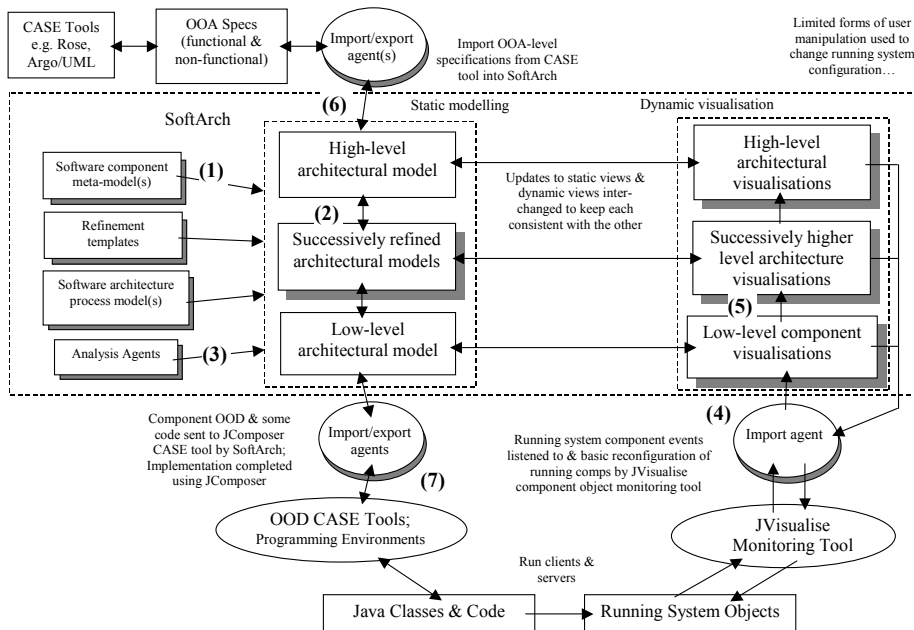 CASE Tools
e.g. Rose,
Argo/UML
OOA Specs
(functional &
non-functional)
Import/export
agent(s)
Import OOA-level
specifications from CASE
tool into SoftArch
Limited forms of user
manipulation used to
change running system
configuration…
(6)
Static modelling
Dynamic visualisation
SoftArch
Software component
meta-model(s)
(1)
Refinement
templates
Software architecture
process model(s)
Analysis Agents
(3)
High-level
architectural model
(2)
Successively refined
architectural models
Low-level
architectural model
Updates to static views &
dynamic views inter-
changed to keep each
consistent with the other
High-level
architectural
visualisations
Successively higher
level architecture
visualisations
(5)
Low-level component
visualisations
Component OOD & some
code sent to JComposer
CASE tool by SoftArch;
Implementation completed
using JComposer
Import/export
agents
(7)
Running system component events
listened to & basic reconfiguration of
running comps by JVisualise
component object monitoring tool
(4)
Import agent
OOD CASE Tools;
Programming Environments
JVisualise
Monitoring Tool
Run clients &
servers
Java Classes & Code
Running System Objects